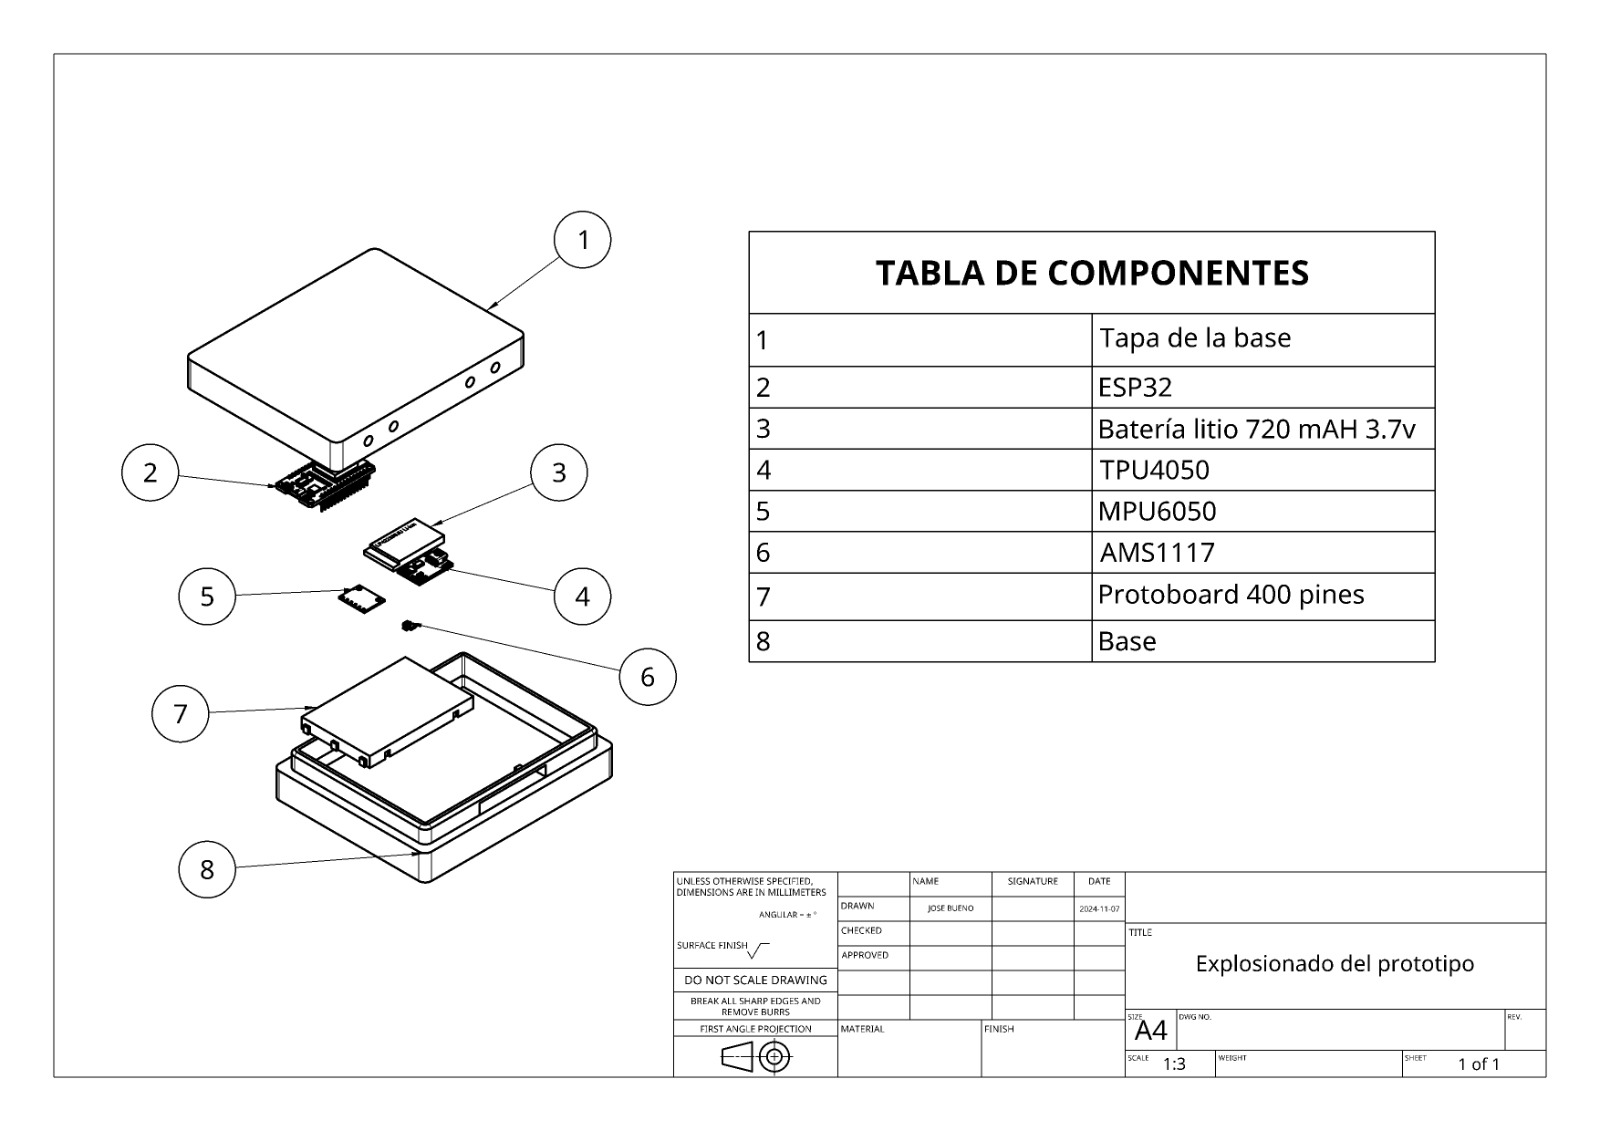 1
2
3
4
5
6
7
8
TABLA DE COMPONENTES
1 Tapa de la base
2 ESP32
3 Batería litio 720 mAH 3.7v
4 TPU4050
5 MPU6050
6 AMS1117
7 Protoboard 400 pines
8 Base
UNLESS OTHERWISE SPECIFIED,
DIMENSIONS ARE IN MILLIMETERS
ANGULAR = ± °
SURFACE FINISH
DO NOT SCALE DRAWING
BREAK ALL SHARP EDGES AND
REMOVE BURRS
FIRST ANGLE PROJECTION
NAME SIGNATURE DATE
DRAWN JOSE BUENO 2024-11-07
CHECKED
APPROVED
MATERIAL FINISH
TITLE
Explosionado del prototipo
SIZE A4 DWG NO. REV.
SCALE 1:3 WEIGHT SHEET 1 of 1